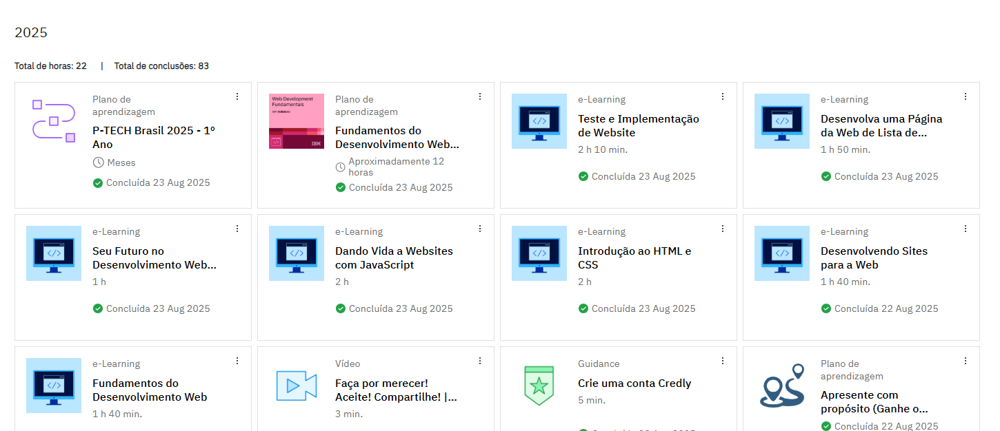 2025
Total de horas: 22 | Total de conclusões: 83
Plano de
aprendizagem
P-TECH Brasil 2025 - 1º
Ano
Meses
Concluída 23 Aug 2025
Web Development
Fundamentals
IBM SkillsBuild
IBM
Plano de
aprendizagem
Fundamentos do
Desenvolvimento Web...
Aproximadamente 12
horas
Concluída 23 Aug 2025
e-Learning
Teste e Implementação
de Website
2 h 10 min.
Concluída 23 Aug 2025
e-Learning
Desenvolva uma Página
da Web de Lista de...
1 h 50 min.
Concluída 23 Aug 2025
e-Learning
Seu Futuro no
Desenvolvimento Web...
1 h
Concluída 23 Aug 2025
e-Learning
Dando Vida a Websites
com JavaScript
2 h
Concluída 23 Aug 2025
e-Learning
Introdução ao HTML e
CSS
2 h
Concluída 23 Aug 2025
e-Learning
Desenvolvendo Sites
para a Web
1 h 40 min.
Concluída 22 Aug 2025
e-Learning
Fundamentos do
Desenvolvimento Web
1 h 40 min.
Vídeo
Faça por merecer!
Aceite! Compartilhe! |...
3 min.
Guidance
Crie uma conta Credly
5 min.
Plano de
aprendizagem
Apresente com
propósito (Ganhe o...
Concluída 22 Aug 2025